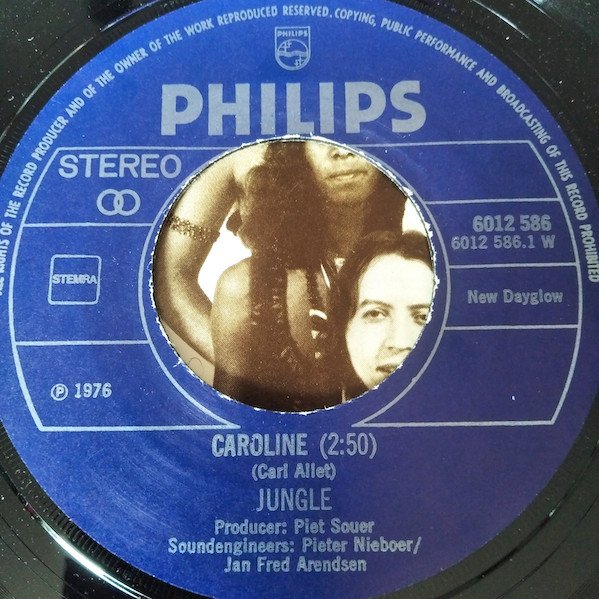 ALL RIGHTS OF THE RECORD PRODUCER AND OF THE OWNER OF THE WORK REPRODUCED RESERVED. COPYING, PUBLIC PERFORMANCE AND BROADCASTING OF THIS RECORD PROHIBITED
PHILIPS
PHILIPS
STEREO
6012 586
6012 586.1 W
STEMRA
New Dayglow
℗ 1976
CAROLINE (2:50)
(Carl Allet)
JUNGLE
Producer: Piet Souer
Soundengineers: Pieter Nieboer/
Jan Fred Arendsen